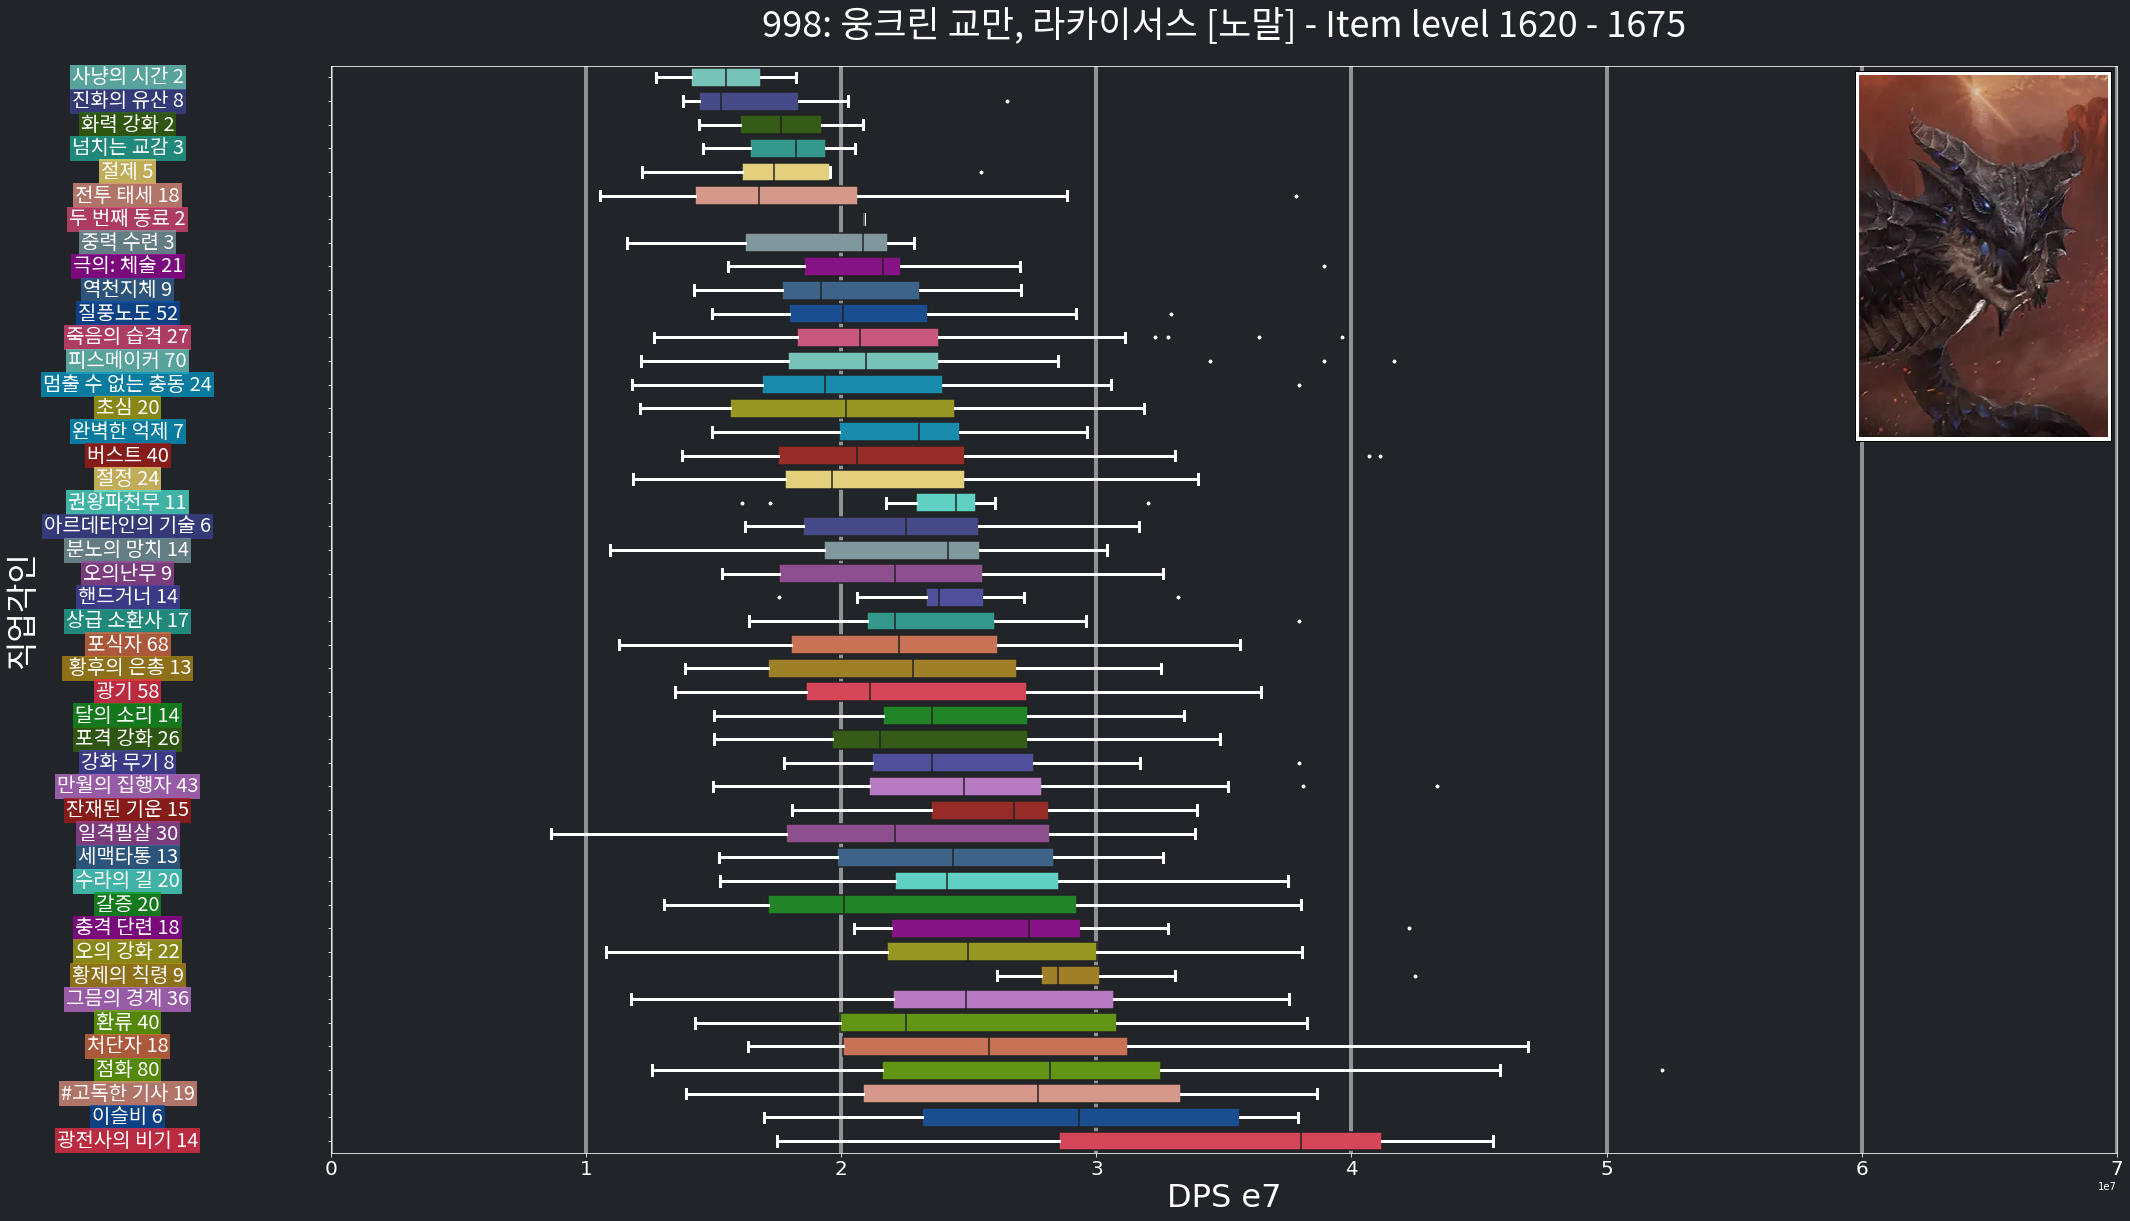 998: 웅크린 교만, 라카이서스 [노말] - Item level 1620 - 1675
사냥의 시간 2
진화의 유산 8
화력 강화 2
넘치는 교감 3
절제 5
전투 태세 18
두 번째 동료 2
중력 수련 3
극의: 체술 21
역천지체 9
질풍노도 52
죽음의 습격 27
피스메이커 70
멈출 수 없는 충동 24
초심 20
완벽한 억제 7
버스트 40
절정 24
권왕파천무 11
아르데타인의 기술 6
분노의 망치 14
오의난무 9
핸드거너 14
상급 소환사 17
포식자 68
황후의 은총 13
광기 58
달의 소리 14
포격 강화 26
강화 무기 8
만월의 집행자 43
잔재된 기운 15
일격필살 30
세맥타통 13
수라의 길 20
갈증 20
충격 단련 18
오의 강화 22
황제의 칙령 9
그믐의 경계 36
환류 40
처단자 18
점화 80
#고독한 기사 19
이슬비 6
광전사의 비기 14
직업각인
0 1 2 3 4 5 6 7
1e7
DPS e7